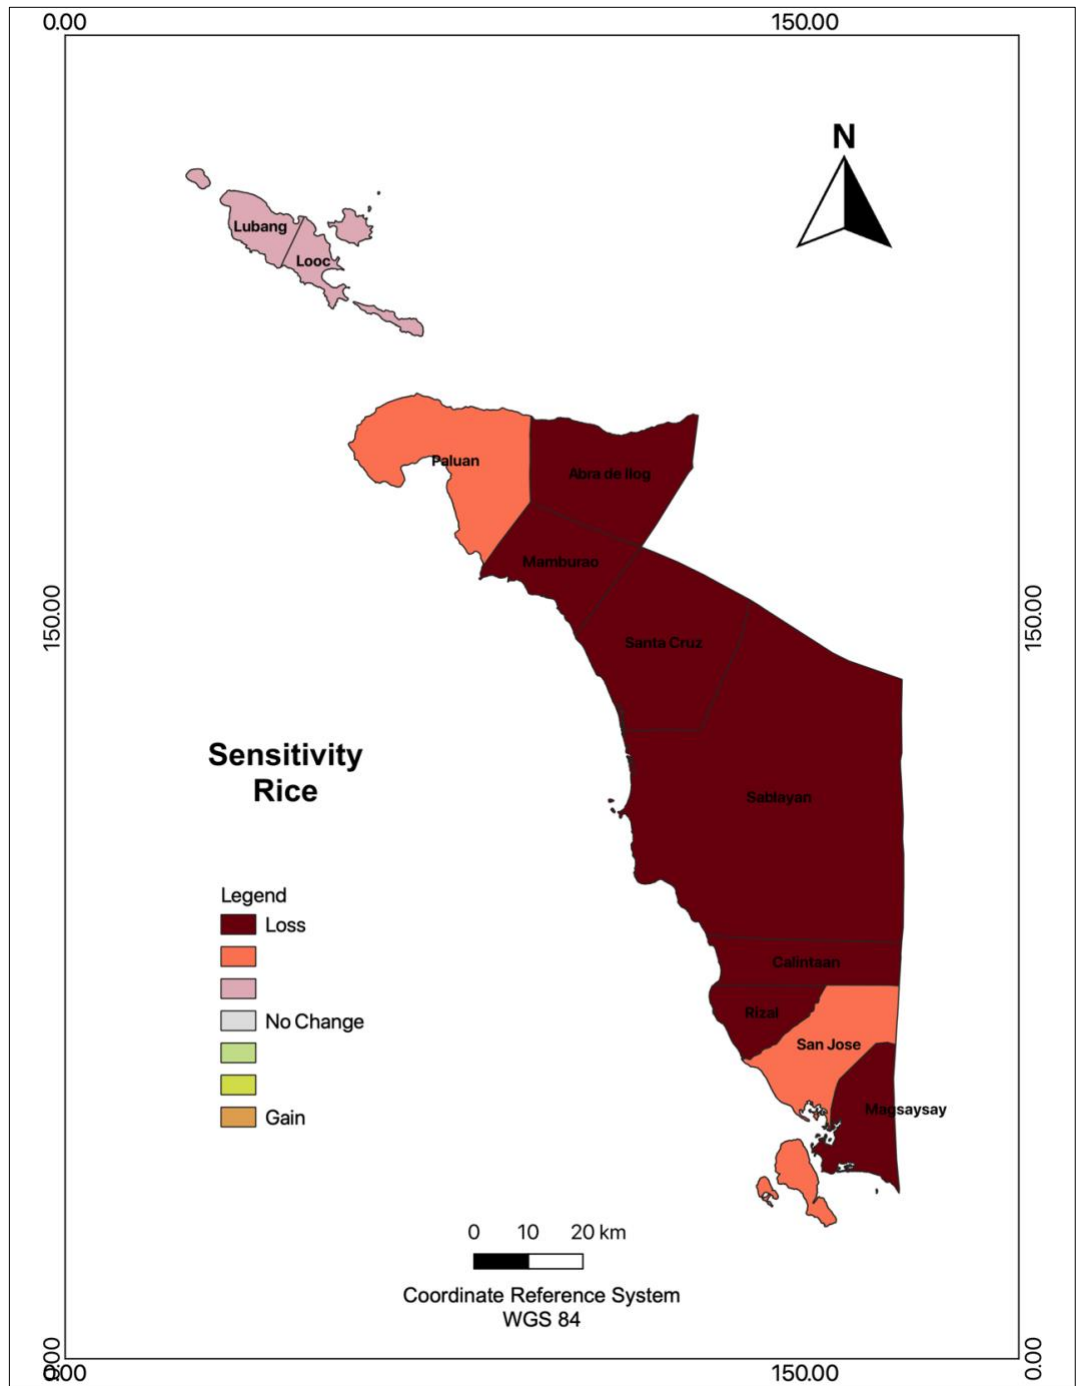 0.00
150.00
N
Lubang
Looc
Paluan
Abra de Ilog
Mamburao
150.00
150.00
Santa Cruz
Sensitivity
Rice
Sablayan
Legend
Loss
No Change
Gain
Calintaan
Rizal
San Jose
Magsaysay
0 10 20 km
Coordinate Reference System
WGS 84
0.00
0.00
0.00
150.00